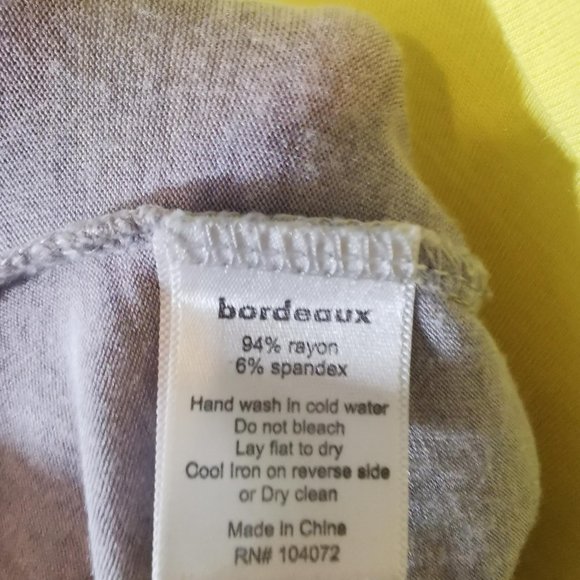 bordeaux
94% rayon
6% spandex
Hand wash in cold water
Do not bleach
Lay flat to dry
Cool Iron on reverse side
or Dry clean
Made in China
RN# 104072